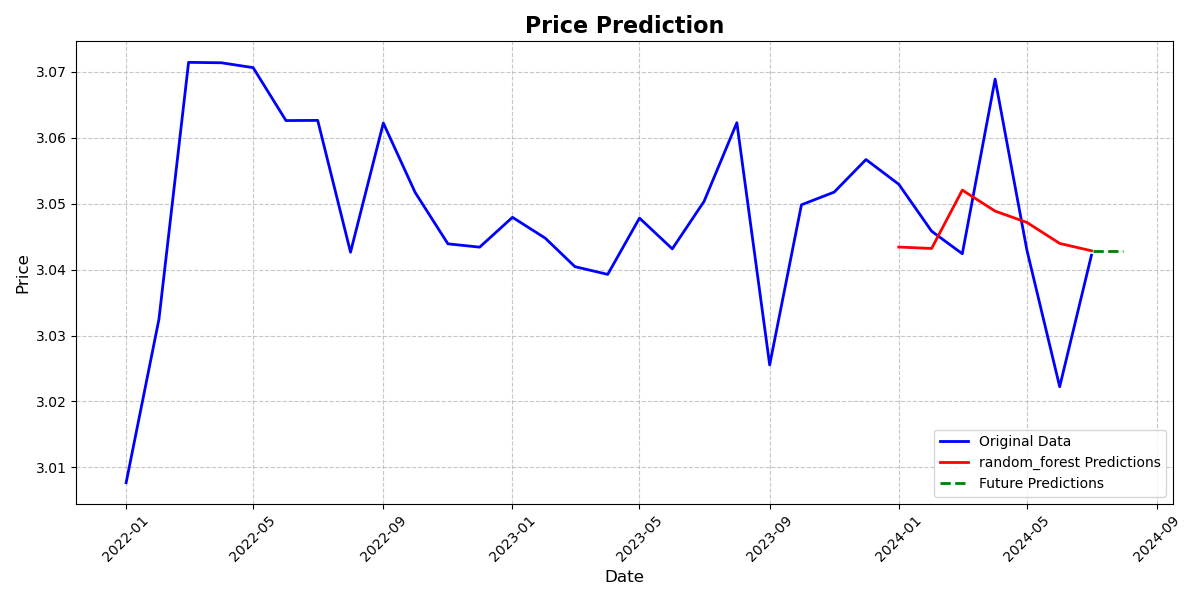 Price Prediction
Price
3.07
3.06
3.05
3.04
3.03
3.02
3.01
Original Data
random_forest Predictions
Future Predictions
2022-01
2022-05
2022-09
2023-01
2023-05
2023-09
2024-01
2024-05
2024-09
Date